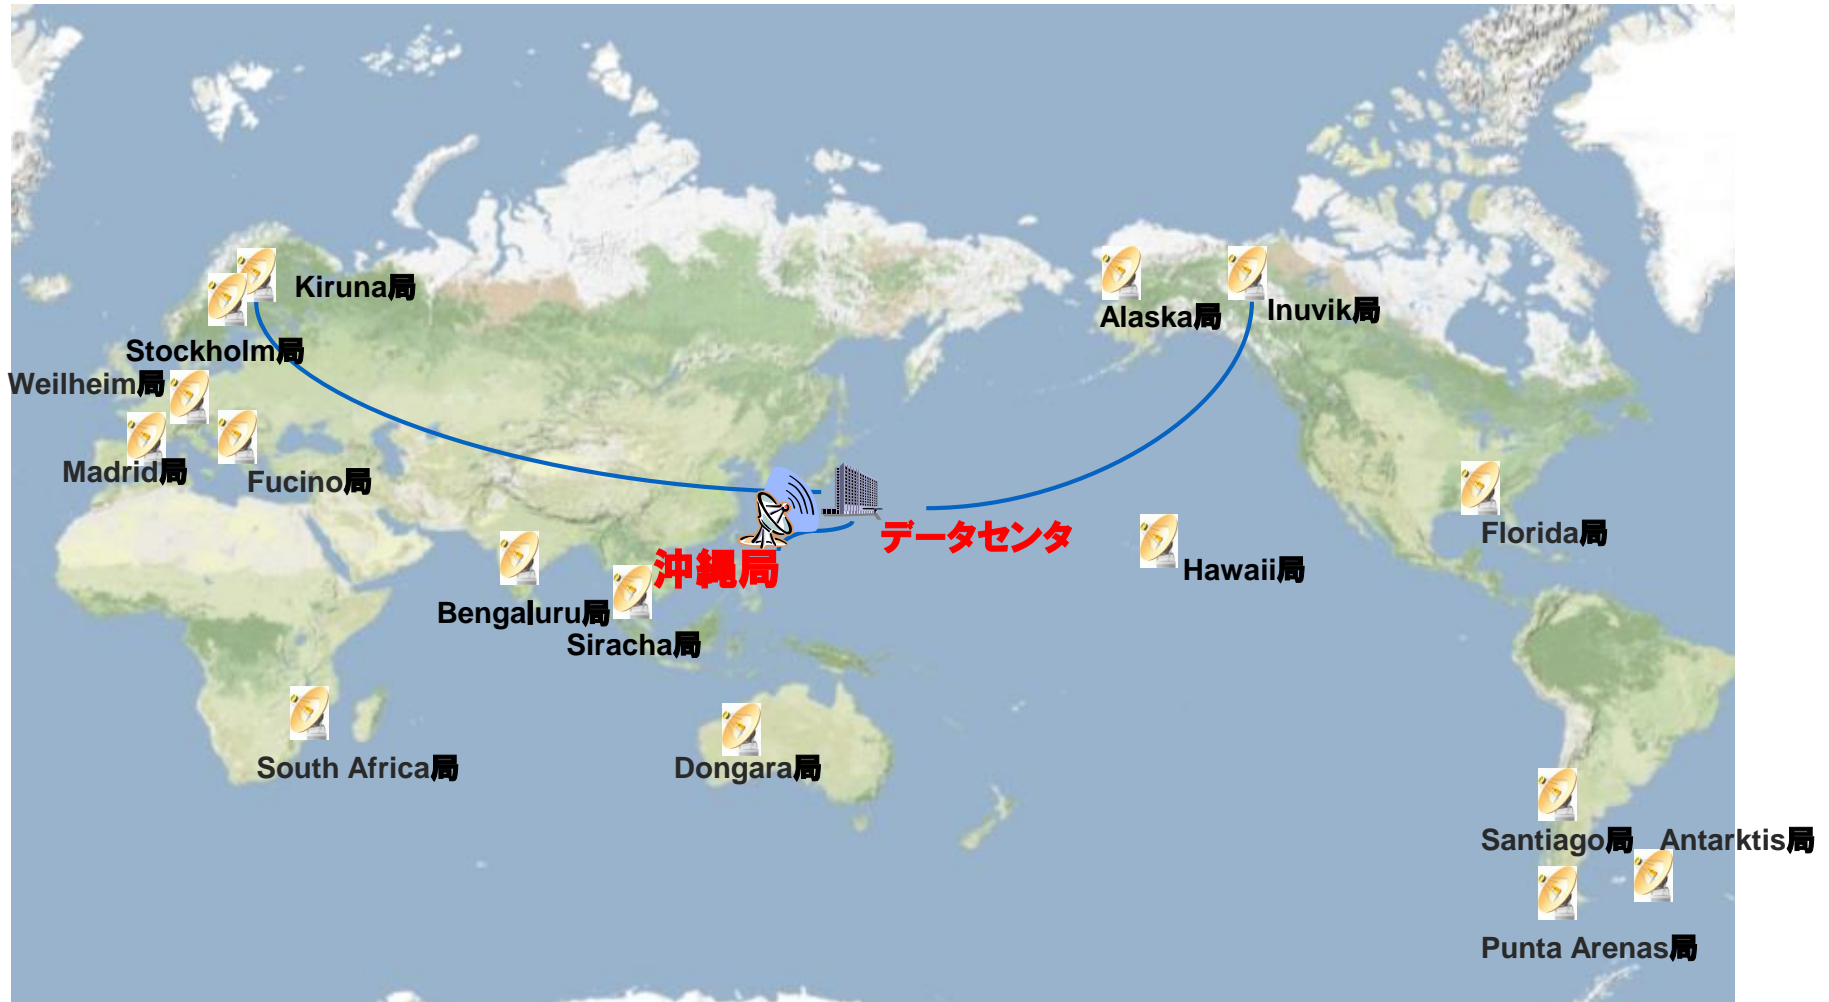 Kiruna局
Alaska局
Inuvik局
Stockholm局
Weilheim局
Madrid局
Fucino局
Florida局
データセンタ
沖縄局
Hawaii局
Bengaluru局
Siracha局
South Africa局
Dongara局
Santiago局
Antarktis局
Punta Arenas局